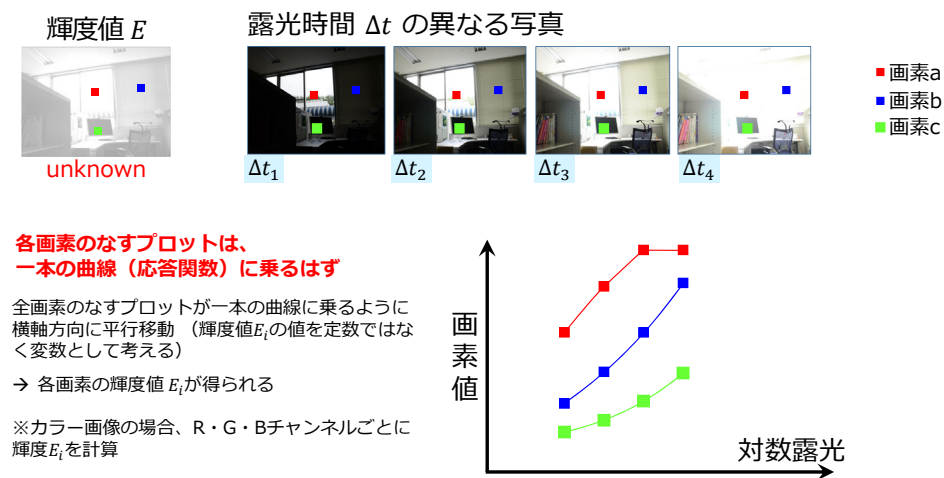 輝度値 E
露光時間 Δt の異なる写真
画素a
画素b
画素c
unknown
Δt₁
Δt₂
Δt₃
Δt₄
各画素のなすプロットは、
一本の曲線（応答関数）に乗るはず
全画素のなすプロットが一本の曲線に乗るように
横軸方向に平行移動 （輝度値Eᵢの値を定数ではな
く変数として考える）
→ 各画素の輝度値 Eᵢが得られる
※カラー画像の場合、R・G・Bチャンネルごとに
輝度Eᵢを計算
画素値
対数露光